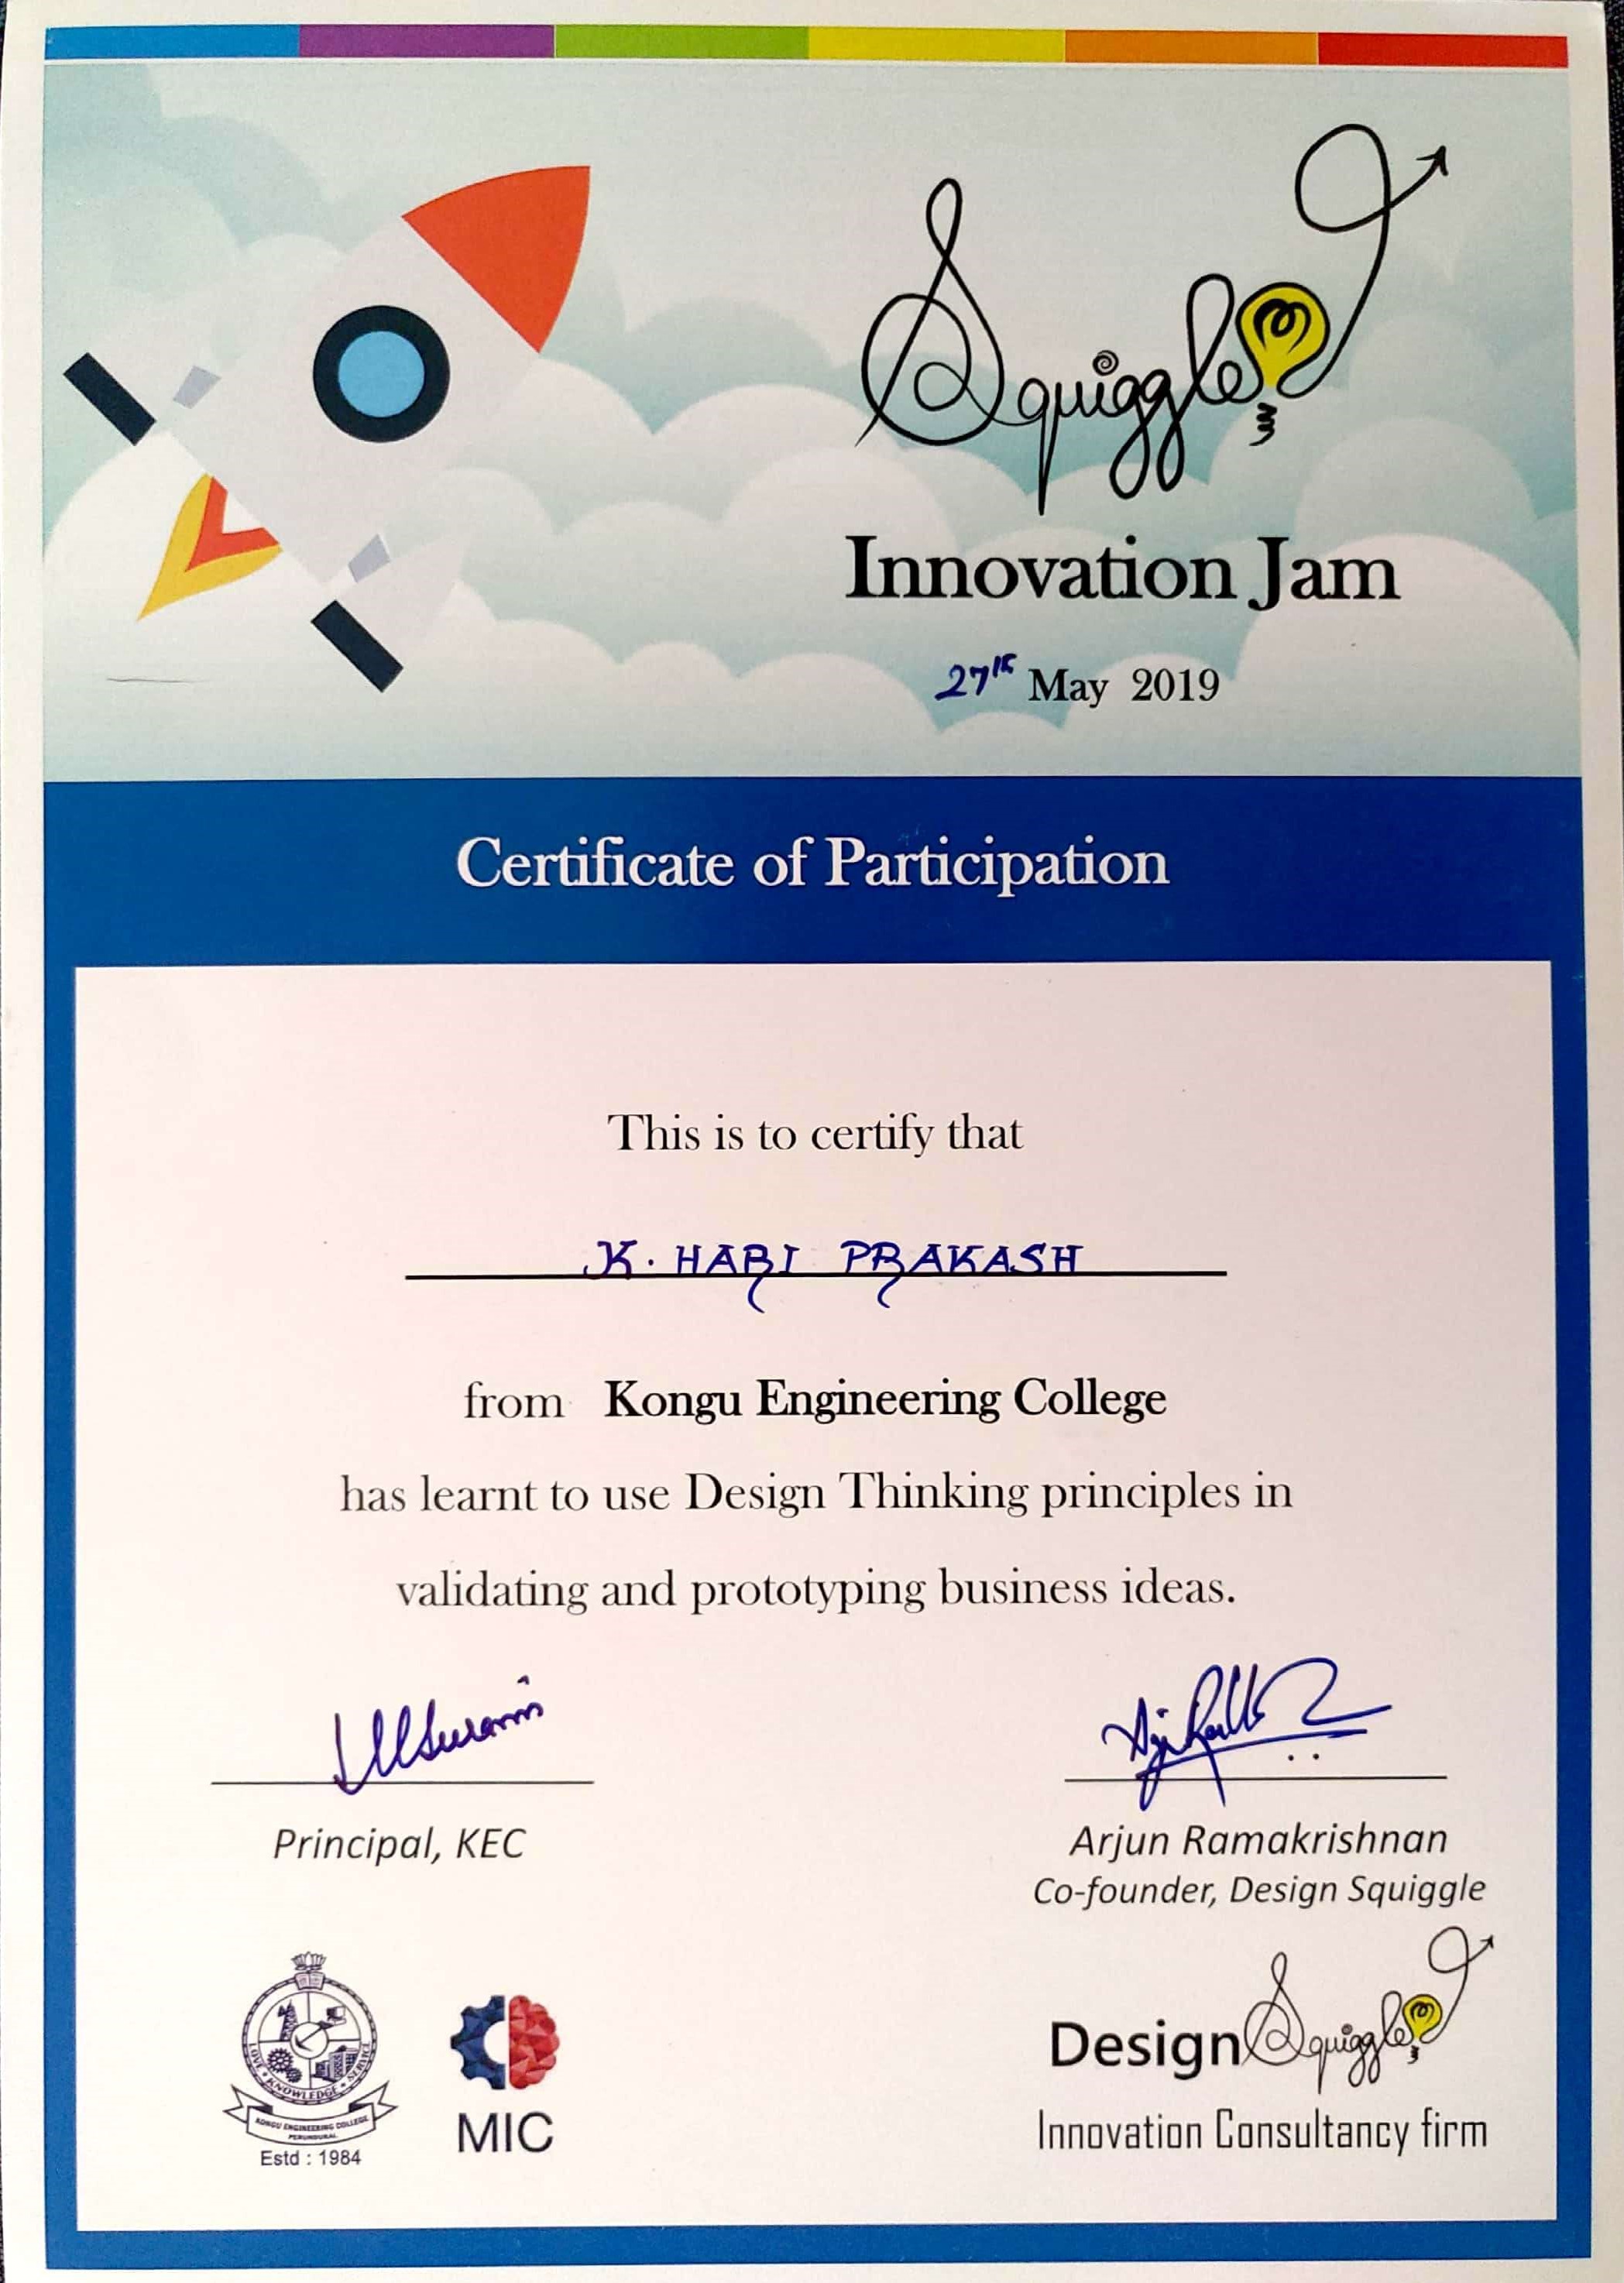 Squiggle
Innovation Jam
27th May 2019
Certificate of Participation
This is to certify that
K. HARI PRAKASH
from Kongu Engineering College
has learnt to use Design Thinking principles in
validating and prototyping business ideas.
Principal, KEC
Arjun Ramakrishnan
Co-founder, Design Squiggle
LOVE • KNOWLEDGE • SERVICE
KONGU ENGINEERING COLLEGE
PERUNDURAI
Estd : 1984
MIC
Design Squiggle
Innovation Consultancy firm